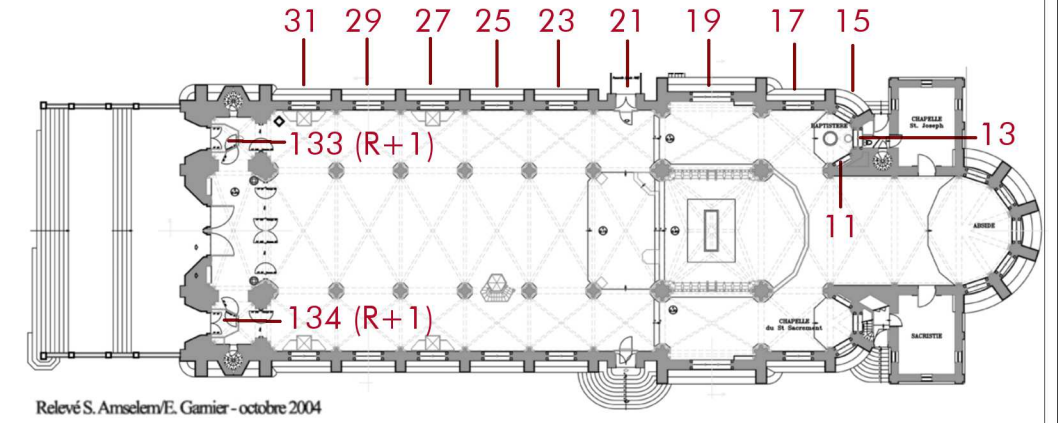 31 29 27 25 23 21 19 17 15
BAPTISTERE
CHAPELLE
St. Joseph
13
133 (R+1)
11
ABSIDE
134 (R+1)
CHAPELLE
du St Sacrement
SACRISTIE
Relevé S. Amselem/E. Garnier - octobre 2004